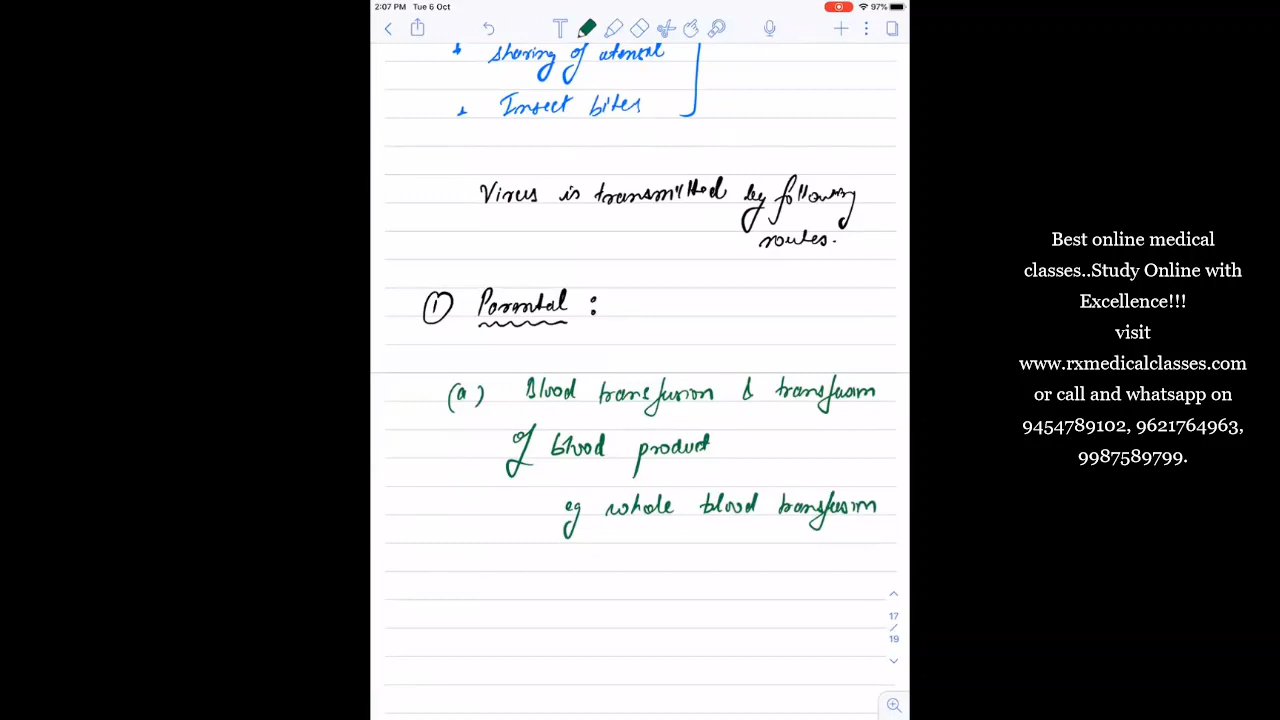 2:07 PM Tue 6 Oct
97%
• sharing of utensil
• Insect bites
Virus is transmitted by following
routes.
① Parental :
(a) Blood transfusion & transfusion
of blood product
eg whole blood transfusion
17
/
19
Best online medical
classes..Study Online with
Excellence!!!
visit
www.rxmedicalclasses.com
or call and whatsapp on
9454789102, 9621764963,
9987589799.